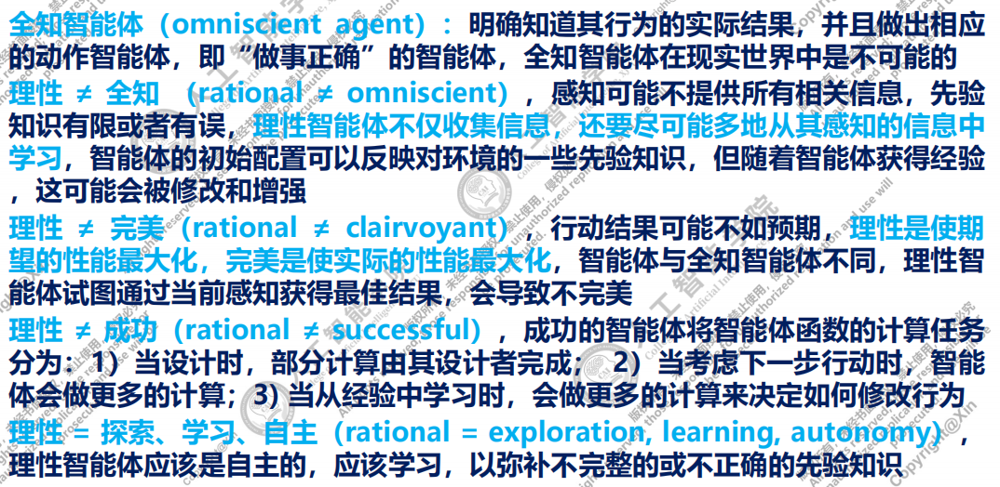 全知智能体（omniscient agent）：明确知道其行为的实际结果，并且做出相应
的动作智能体，即“做事正确”的智能体，全知智能体在现实世界中是不可能的
理性 ≠ 全知 （rational ≠ omniscient），感知可能不提供所有相关信息，先验
知识有限或者有误，理性智能体不仅收集信息，还要尽可能多地从其感知的信息中
学习，智能体的初始配置可以反映对环境的一些先验知识，但随着智能体获得经验
，这可能会被修改和增强
理性 ≠ 完美（rational ≠ clairvoyant），行动结果可能不如预期，理性是使期
望的性能最大化，完美是使实际的性能最大化，智能体与全知智能体不同，理性智
能体试图通过当前感知获得最佳结果，会导致不完美
理性 ≠ 成功（rational ≠ successful），成功的智能体将智能体函数的计算任务
分为：1）当设计时，部分计算由其设计者完成； 2）当考虑下一步行动时，智能
体会做更多的计算；3) 当从经验中学习时，会做更多的计算来决定如何修改行为
理性 = 探索、学习、自主（rational = exploration, learning, autonomy），
理性智能体应该是自主的，应该学习，以弥补不完整的或不正确的先验知识